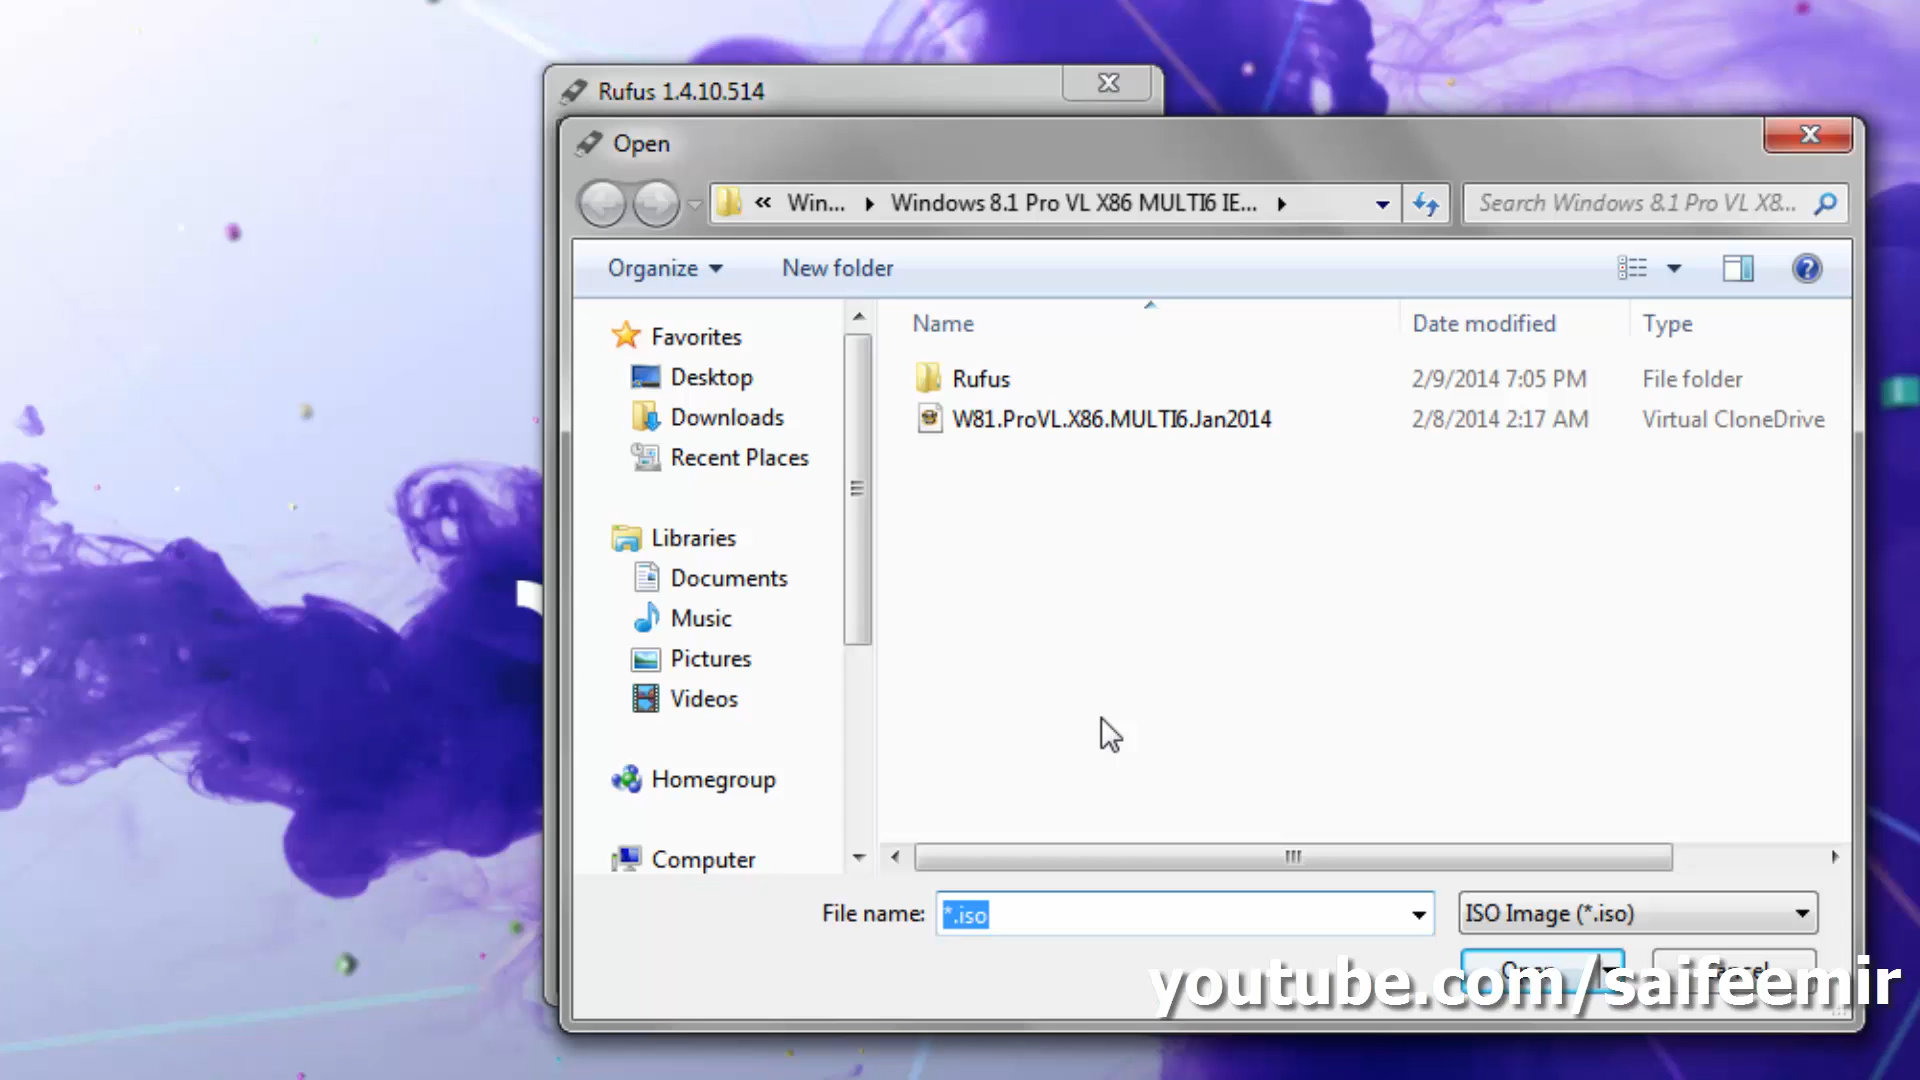 Rufus 1.4.10.514
Open
« Win... Windows 8.1 Pro VL X86 MULTI6 IE...
Search Windows 8.1 Pro VL X8...
Organize New folder
Name Date modified Type
Favorites
Desktop
Downloads
Recent Places
Libraries
Documents
Music
Pictures
Videos
Homegroup
Computer
Rufus 2/9/2014 7:05 PM File folder
W81.ProVL.X86.MULTI6.Jan2014 2/8/2014 2:17 AM Virtual CloneDrive
File name: *.iso ISO Image (*.iso)
Open Cancel
youtube.com/saifeemir